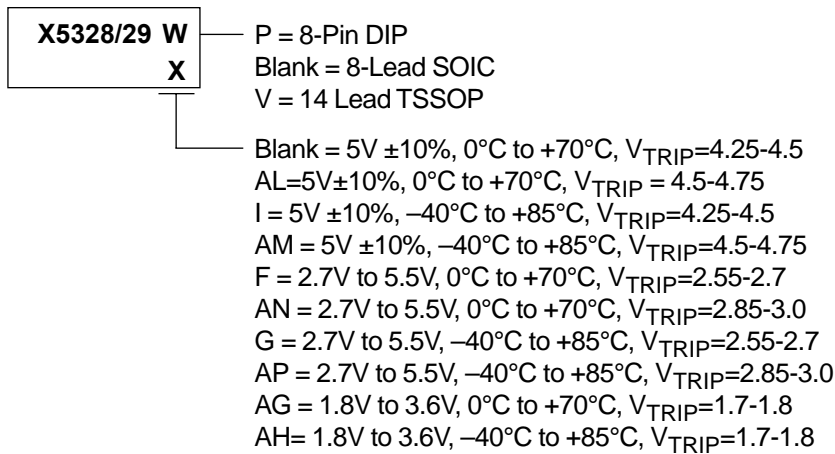 X5328/29 W
X
P = 8-Pin DIP
Blank = 8-Lead SOIC
V = 14 Lead TSSOP
Blank = 5V ±10%, 0°C to +70°C, VTRIP=4.25-4.5
AL=5V±10%, 0°C to +70°C, VTRIP = 4.5-4.75
I = 5V ±10%, –40°C to +85°C, VTRIP=4.25-4.5
AM = 5V ±10%, –40°C to +85°C, VTRIP=4.5-4.75
F = 2.7V to 5.5V, 0°C to +70°C, VTRIP=2.55-2.7
AN = 2.7V to 5.5V, 0°C to +70°C, VTRIP=2.85-3.0
G = 2.7V to 5.5V, –40°C to +85°C, VTRIP=2.55-2.7
AP = 2.7V to 5.5V, –40°C to +85°C, VTRIP=2.85-3.0
AG = 1.8V to 3.6V, 0°C to +70°C, VTRIP=1.7-1.8
AH= 1.8V to 3.6V, –40°C to +85°C, VTRIP=1.7-1.8